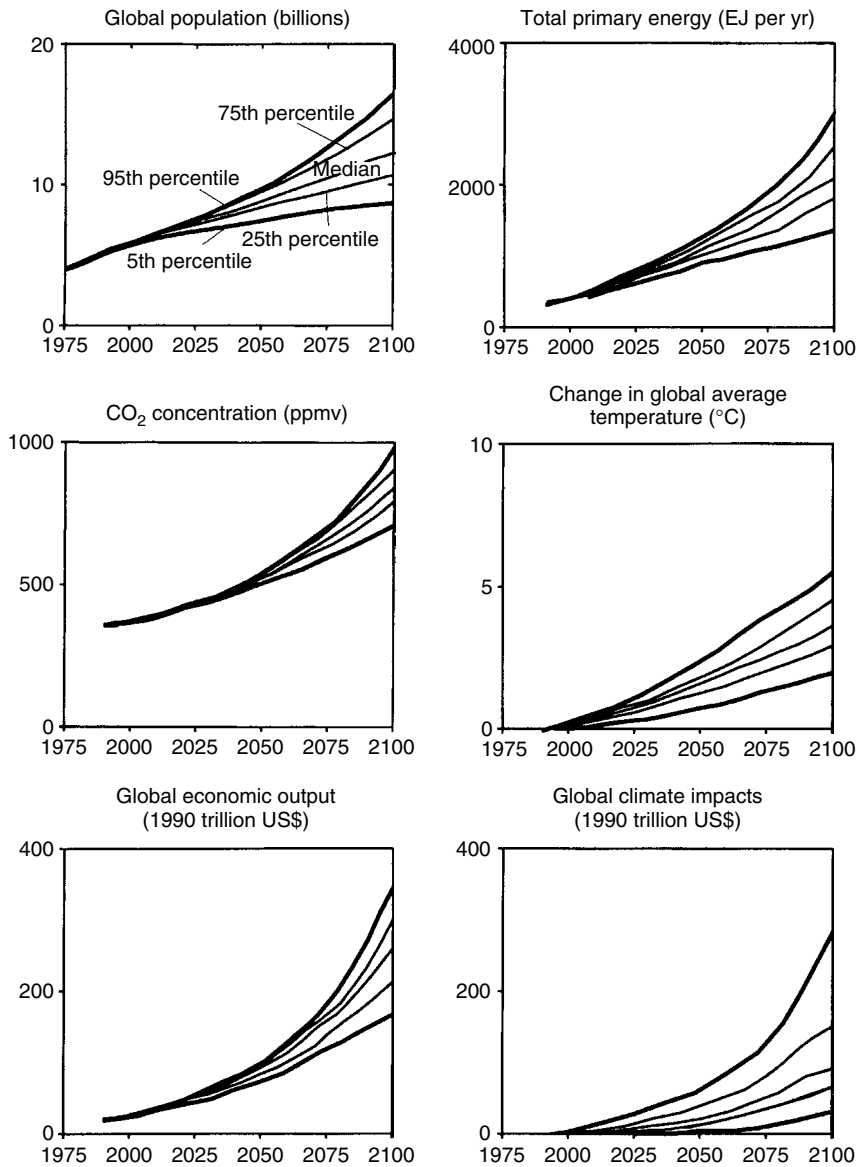 Global population (billions)
20
10
0
75th percentile
95th percentile
Median
25th percentile
5th percentile
1975 2000 2025 2050 2075 2100
Total primary energy (EJ per yr)
4000
2000
0
1975 2000 2025 2050 2075 2100
CO₂ concentration (ppmv)
1000
500
0
1975 2000 2025 2050 2075 2100
Change in global average
temperature (°C)
10
5
0
1975 2000 2025 2050 2075 2100
Global economic output
(1990 trillion US$)
400
200
0
1975 2000 2025 2050 2075 2100
Global climate impacts
(1990 trillion US$)
400
200
0
1975 2000 2025 2050 2075 2100